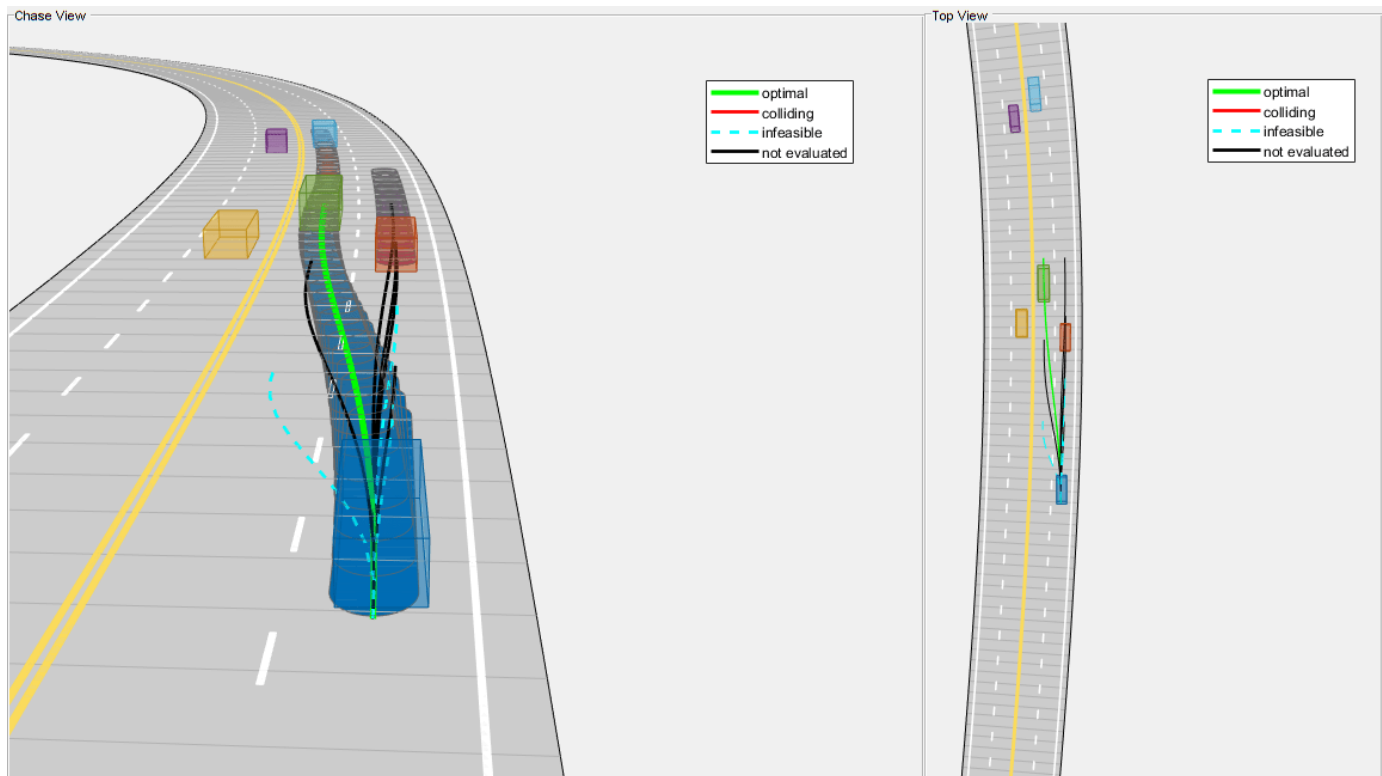 Chase View
optimal
colliding
infeasible
not evaluated
Top View
optimal
colliding
infeasible
not evaluated